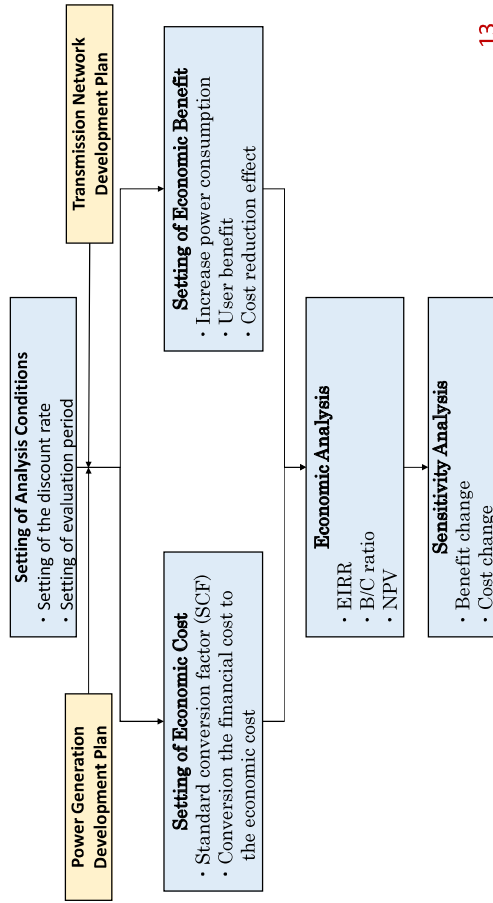 Power Generation
Development Plan
Setting of Analysis Conditions
・Setting of the discount rate
・Setting of evaluation period
Transmission Network
Development Plan
Setting of Economic Cost
・Standard conversion factor (SCF)
・Conversion the financial cost to
the economic cost
Setting of Economic Benefit
・Increase power consumption
・User benefit
・Cost reduction effect
Economic Analysis
・EIRR
・B/C ratio
・NPV
Sensitivity Analysis
・Benefit change
・Cost change
13